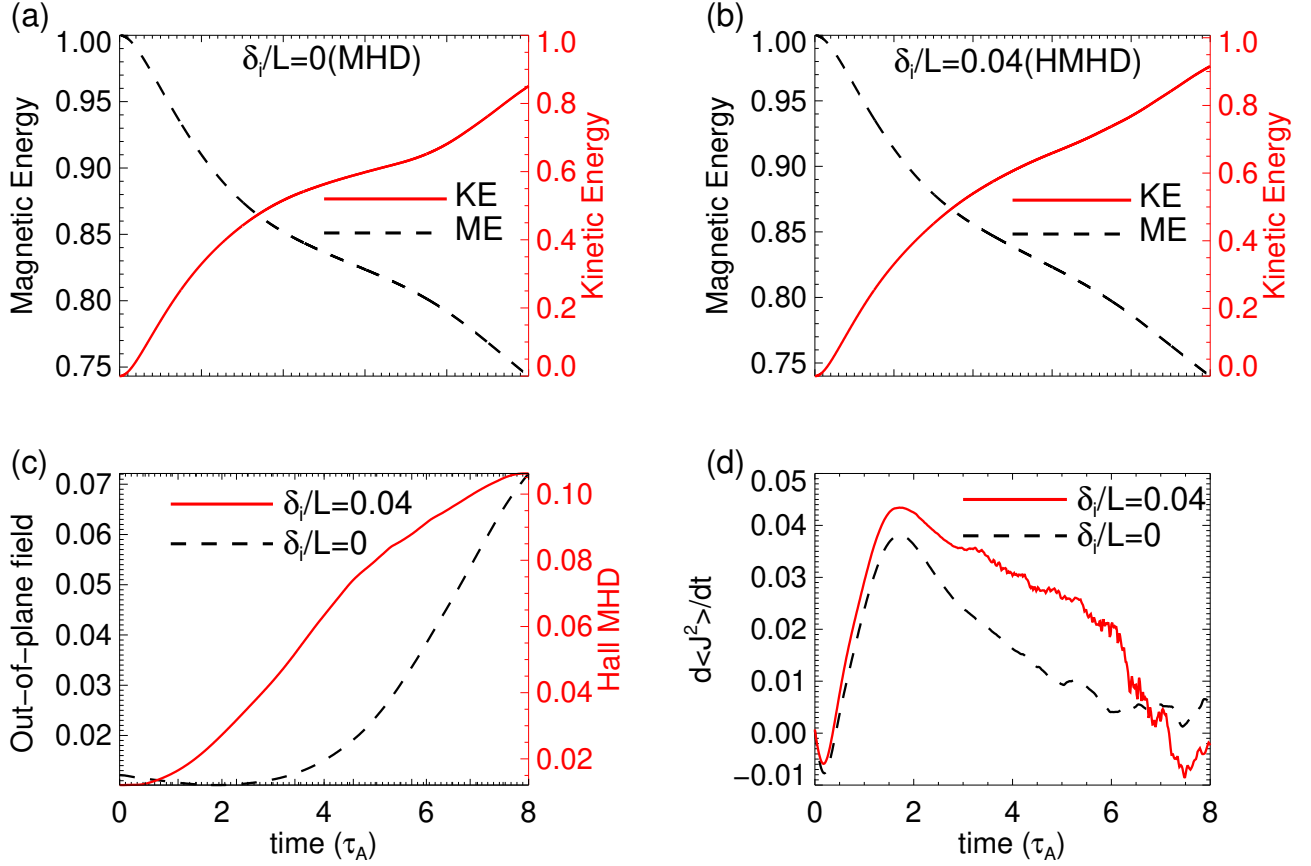 (a)
δi/L=0(MHD)
1.00
0.95
0.90
0.85
0.80
0.75
Magnetic Energy
KE
ME
1.0
0.8
0.6
0.4
0.2
0.0
Kinetic Energy
(b)
δi/L=0.04(HMHD)
1.00
0.95
0.90
0.85
0.80
0.75
Magnetic Energy
KE
ME
1.0
0.8
0.6
0.4
0.2
0.0
Kinetic Energy
(c)
0.07
0.06
0.05
0.04
0.03
0.02
Out-of-plane field
δi/L=0.04
δi/L=0
0.10
0.08
0.06
0.04
0.02
Hall MHD
0 2 4 6 8
time (τA)
(d)
0.05
0.04
0.03
0.02
0.01
0.00
-0.01
d<J²>/dt
δi/L=0.04
δi/L=0
0 2 4 6 8
time (τA)